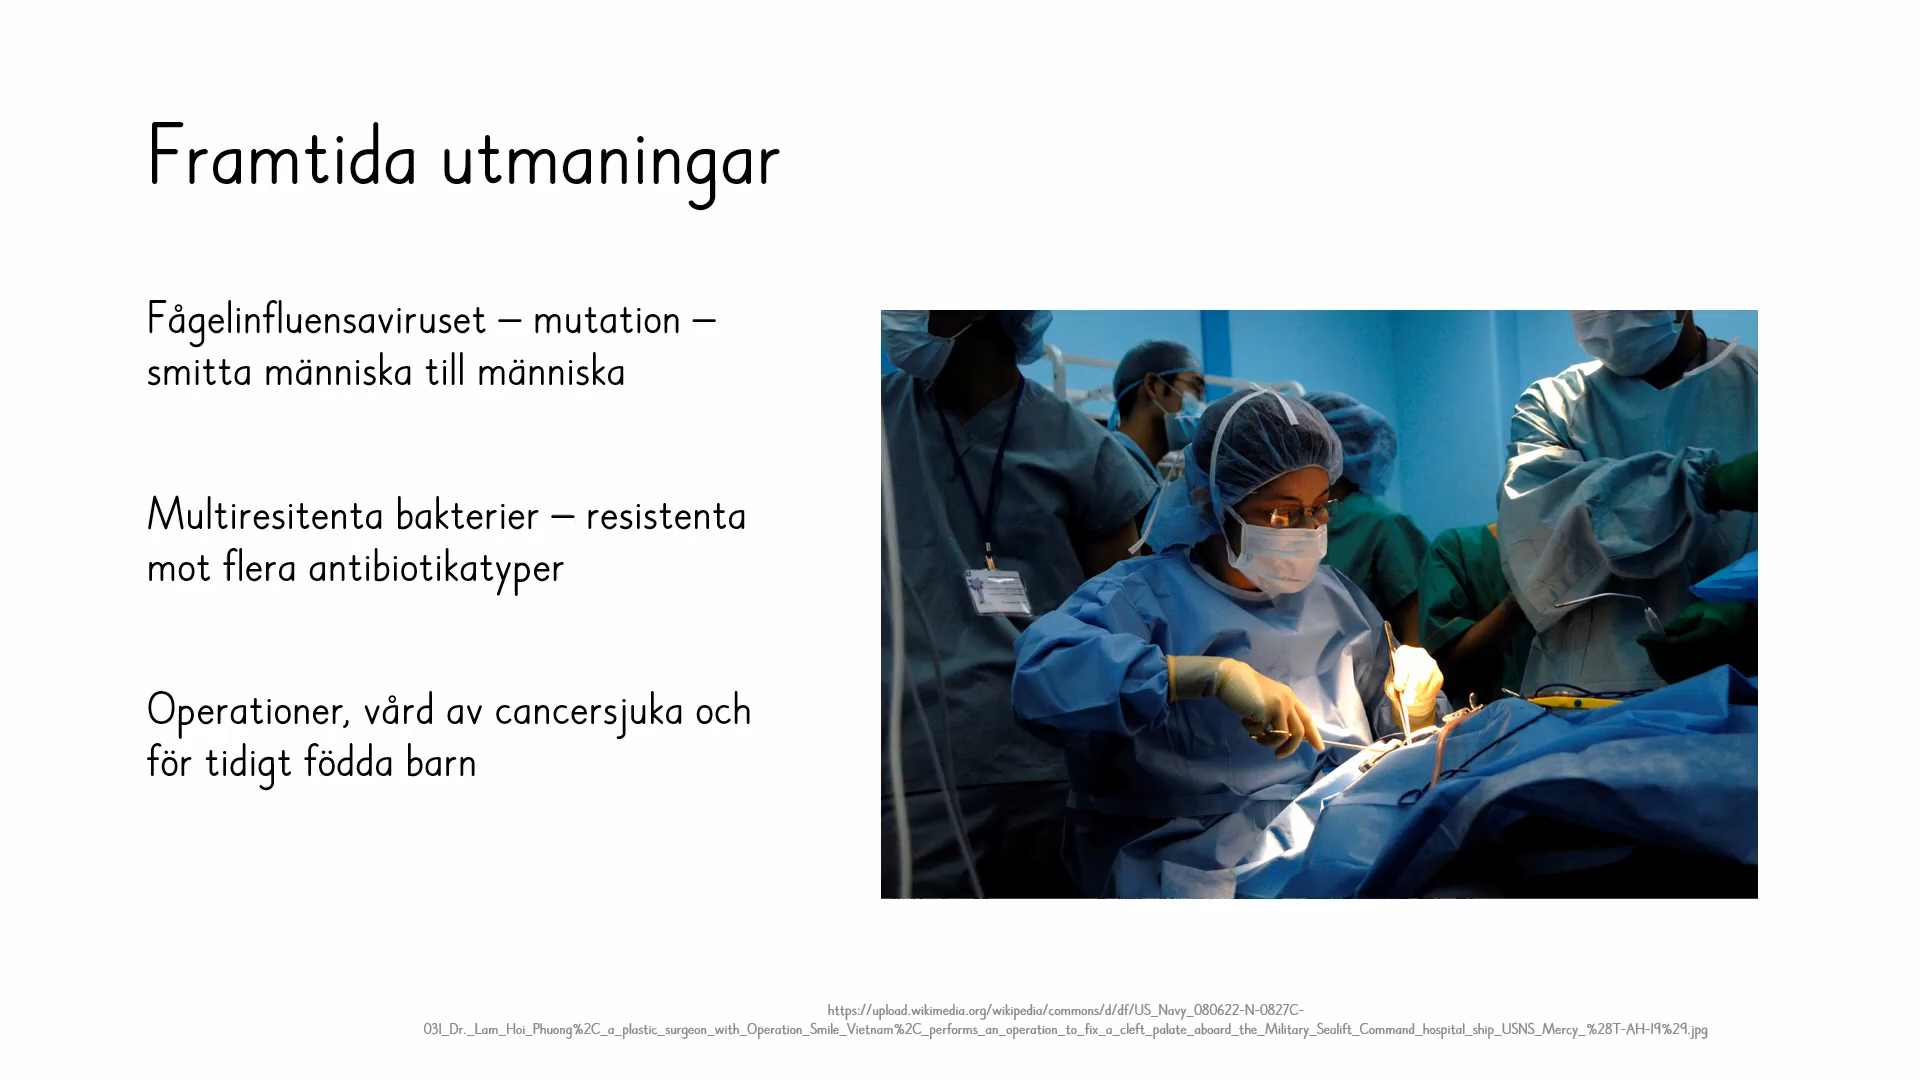 Framtida utmaningar
Fågelinfluensaviruset – mutation –
smitta människa till människa
Multiresitenta bakterier – resistenta
mot flera antibiotikatyper
Operationer, vård av cancersjuka och
för tidigt födda barn
https://upload.wikimedia.org/wikipedia/commons/d/df/US_Navy_080622-N-0827C-
031_Dr._Lam_Hoi_Phuong%2C_a_plastic_surgeon_with_Operation_Smile_Vietnam%2C_performs_an_operation_to_fix_a_cleft_palate_aboard_the_Military_Sealift_Command_hospital_ship_USNS_Mercy_%28T-AH-19%29.jpg